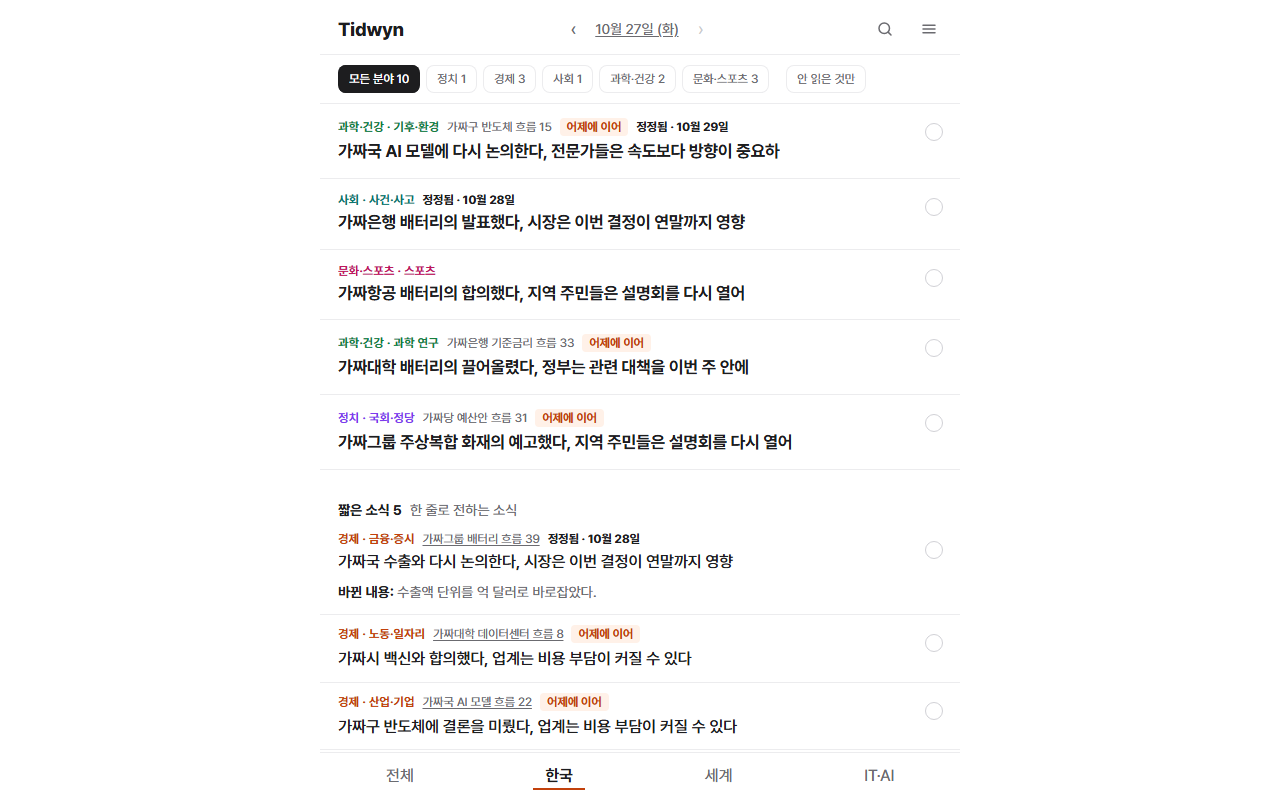 Tidwyn
‹ 10월 27일 (화) ›
모든 분야 10 정치 1 경제 3 사회 1 과학·건강 2 문화·스포츠 3 안 읽은 것만
과학·건강 · 기후·환경 가짜구 반도체 흐름 15 어제에 이어 정정됨 · 10월 29일
가짜국 AI 모델에 다시 논의한다, 전문가들은 속도보다 방향이 중요하
사회 · 사건·사고 정정됨 · 10월 28일
가짜은행 배터리의 발표했다, 시장은 이번 결정이 연말까지 영향
문화·스포츠 · 스포츠
가짜항공 배터리의 합의했다, 지역 주민들은 설명회를 다시 열어
과학·건강 · 과학 연구 가짜은행 기준금리 흐름 33 어제에 이어
가짜대학 배터리의 끌어올렸다, 정부는 관련 대책을 이번 주 안에
정치 · 국회·정당 가짜당 예산안 흐름 31 어제에 이어
가짜그룹 주상복합 화재의 예고했다, 지역 주민들은 설명회를 다시 열어
짧은 소식 5 한 줄로 전하는 소식
경제 · 금융·증시 가짜그룹 배터리 흐름 39 정정됨 · 10월 28일
가짜국 수출와 다시 논의한다, 시장은 이번 결정이 연말까지 영향
바뀐 내용: 수출액 단위를 억 달러로 바로잡았다.
경제 · 노동·일자리 가짜대학 데이터센터 흐름 8 어제에 이어
가짜시 백신와 합의했다, 업계는 비용 부담이 커질 수 있다
경제 · 산업·기업 가짜국 AI 모델 흐름 22 어제에 이어
가짜구 반도체에 결론을 미뤘다, 업계는 비용 부담이 커질 수 있다
전체 한국 세계 IT·AI